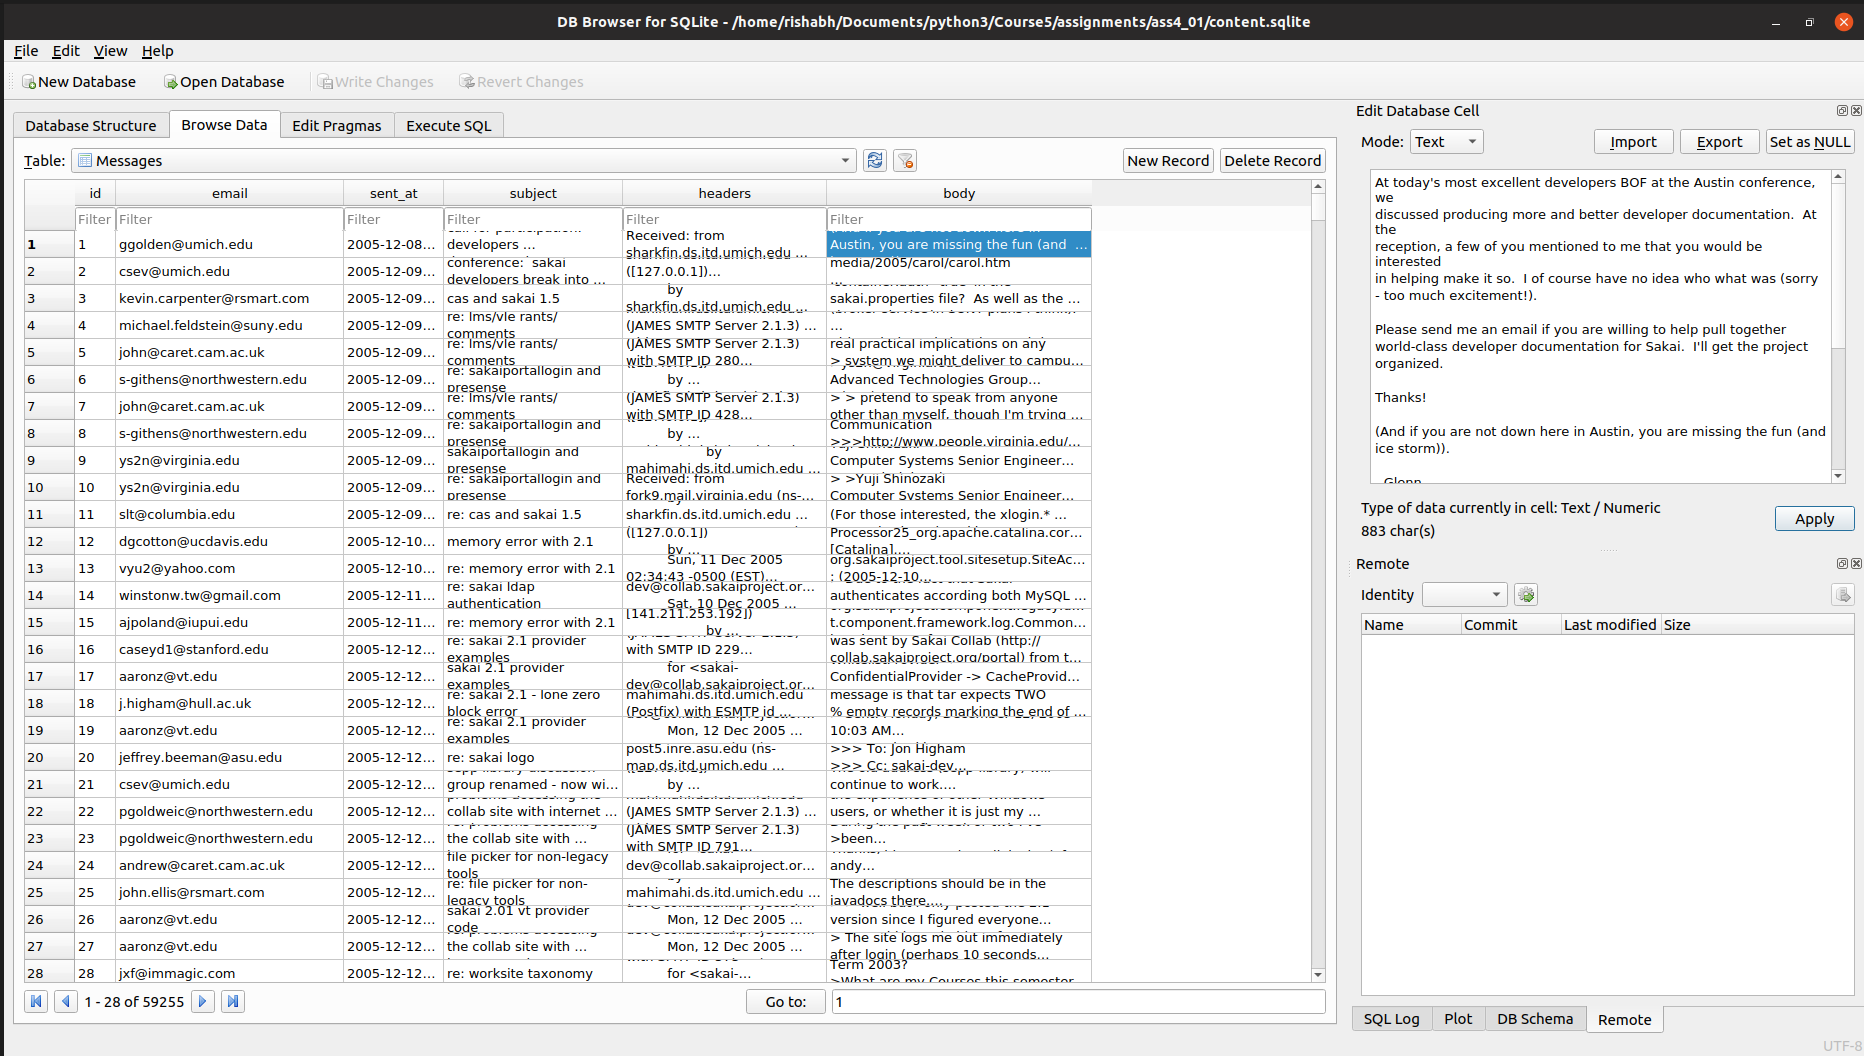 DB Browser for SQLite - /home/rishabh/Documents/python3/Course5/assignments/ass4_01/content.sqlite
File Edit View Help
New Database Open Database Write Changes Revert Changes
Database Structure Browse Data Edit Pragmas Execute SQL
Table: Messages New Record Delete Record
id email sent_at subject headers body
Filter Filter Filter Filter Filter Filter
1 1 ggolden@umich.edu 2005-12-08... developers ... Received: from sharkfin.ds.itd.umich.edu ... Austin, you are missing the fun (and ...
2 2 csev@umich.edu 2005-12-09... conference: sakai developers break into ... ([127.0.0.1])... media/2005/carol/carol.htm
3 3 kevin.carpenter@rsmart.com 2005-12-09... cas and sakai 1.5 by sharkfin.ds.itd.umich.edu ... sakai.properties file? As well as the ...
4 4 michael.feldstein@suny.edu 2005-12-09... re: lms/vle rants/ comments (JAMES SMTP Server 2.1.3) ... ...
5 5 john@caret.cam.ac.uk 2005-12-09... re: lms/vle rants/ comments (JAMES SMTP Server 2.1.3) with SMTP ID 280... real practical implications on any > system we might deliver to campu...
6 6 s-githens@northwestern.edu 2005-12-09... re: sakaiportallogin and presense by ... Advanced Technologies Group...
7 7 john@caret.cam.ac.uk 2005-12-09... re: lms/vle rants/ comments (JAMES SMTP Server 2.1.3) with SMTP ID 428... > > pretend to speak from anyone other than myself, though I'm trying ...
8 8 s-githens@northwestern.edu 2005-12-09... re: sakaiportallogin and presense by ... Communication >>>http://www.people.virginia.edu/...
9 9 ys2n@virginia.edu 2005-12-09... sakaiportallogin and presense by mahimahi.ds.itd.umich.edu ... Computer Systems Senior Engineer...
10 10 ys2n@virginia.edu 2005-12-09... re: sakaiportallogin and presense Received: from fork9.mail.virginia.edu (ns-... > >Yuji Shinozaki Computer Systems Senior Engineer...
11 11 slt@columbia.edu 2005-12-09... re: cas and sakai 1.5 sharkfin.ds.itd.umich.edu ... (For those interested, the xlogin.* ...
12 12 dgcotton@ucdavis.edu 2005-12-10... memory error with 2.1 ([127.0.0.1]) by ... Processor25_org.apache.catalina.cor... [Catalina]....
13 13 vyu2@yahoo.com 2005-12-10... re: memory error with 2.1 Sun, 11 Dec 2005 02:34:43 -0500 (EST)... org.sakaiproject.tool.sitesetup.SiteAc... : (2005-12-10...
14 14 winstonw.tw@gmail.com 2005-12-11... re: sakai ldap authentication dev@collab.sakaiproject.or... Sat, 10 Dec 2005 ... authenticates according both MySQL ...
15 15 ajpoland@iupui.edu 2005-12-11... re: memory error with 2.1 [141.211.253.192]) by ... t.component.framework.log.Common...
16 16 caseyd1@stanford.edu 2005-12-12... re: sakai 2.1 provider examples with SMTP ID 229... was sent by Sakai Collab (http:// collab.sakaiproject.org/portal) from t...
17 17 aaronz@vt.edu 2005-12-12... sakai 2.1 provider examples for <sakai- dev@collab.sakaiproject.or... ConfidentialProvider -> CacheProvid...
18 18 j.higham@hull.ac.uk 2005-12-12... re: sakai 2.1 - lone zero block error mahimahi.ds.itd.umich.edu (Postfix) with ESMTP id ... message is that tar expects TWO % empty records marking the end of ...
19 19 aaronz@vt.edu 2005-12-12... re: sakai 2.1 provider examples Mon, 12 Dec 2005 ... 10:03 AM...
20 20 jeffrey.beeman@asu.edu 2005-12-12... re: sakai logo post5.inre.asu.edu (ns- map.ds.itd.umich.edu ... >>> To: Jon Higham >>> Cc: sakai-dev...
21 21 csev@umich.edu 2005-12-12... group renamed - now wi... by ... continue to work....
22 22 pgoldweic@northwestern.edu 2005-12-12... collab site with internet ... (JAMES SMTP Server 2.1.3) ... users, or whether it is just my ...
23 23 pgoldweic@northwestern.edu 2005-12-12... the collab site with ... (JAMES SMTP Server 2.1.3) with SMTP ID 791... >been...
24 24 andrew@caret.cam.ac.uk 2005-12-12... file picker for non-legacy tools dev@collab.sakaiproject.or... andy...
25 25 john.ellis@rsmart.com 2005-12-12... re: file picker for non- legacy tools mahimahi.ds.itd.umich.edu ... The descriptions should be in the javadocs there....
26 26 aaronz@vt.edu 2005-12-12... sakai 2.01 vt provider code Mon, 12 Dec 2005 ... version since I figured everyone...
27 27 aaronz@vt.edu 2005-12-12... the collab site with ... Mon, 12 Dec 2005 ... > The site logs me out immediately after login (perhaps 10 seconds...
28 28 jxf@immagic.com 2005-12-12... re: worksite taxonomy for <sakai-... Term 2003? >What are my Courses this semester
1 - 28 of 59255 Go to: 1
Edit Database Cell
Mode: Text Import Export Set as NULL
At today's most excellent developers BOF at the Austin conference,
we
discussed producing more and better developer documentation. At
the
reception, a few of you mentioned to me that you would be
interested
in helping make it so. I of course have no idea who what was (sorry
- too much excitement!).
Please send me an email if you are willing to help pull together
world-class developer documentation for Sakai. I'll get the project
organized.
Thanks!
(And if you are not down here in Austin, you are missing the fun (and
ice storm)).
Glenn
Type of data currently in cell: Text / Numeric
883 char(s)
Apply
Remote
Identity
Name Commit Last modified Size
SQL Log Plot DB Schema Remote
UTF-8